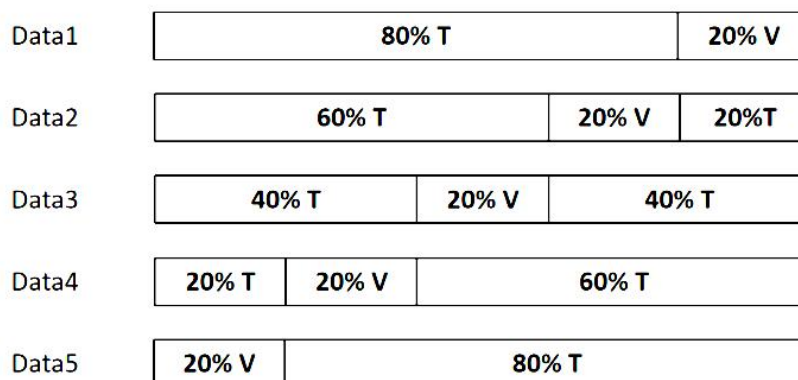 Data1 80% T 20% V
Data2 60% T 20% V 20%T
Data3 40% T 20% V 40% T
Data4 20% T 20% V 60% T
Data5 20% V 80% T